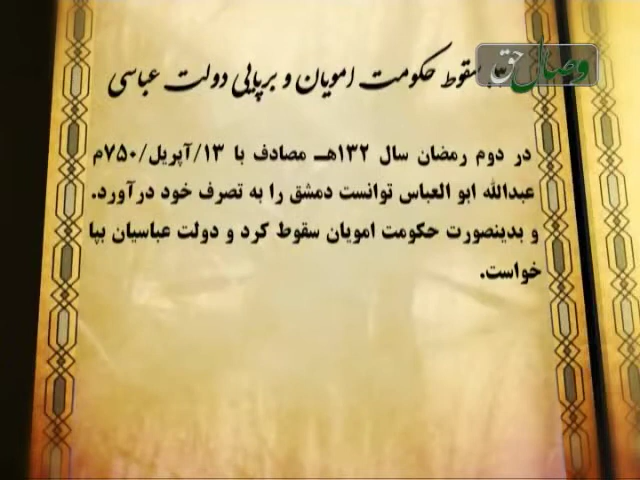 وصال حق
سقوط حکومت امویان و برپایی دولت عباسی
در دوم رمضان سال ۱۳۲هـ مصادف با ۱۳/آپریل/۷۵۰م
عبدالله ابو العباس توانست دمشق را به تصرف خود درآورد.
و بدینصورت حکومت امویان سقوط کرد و دولت عباسیان بپا
خواست.